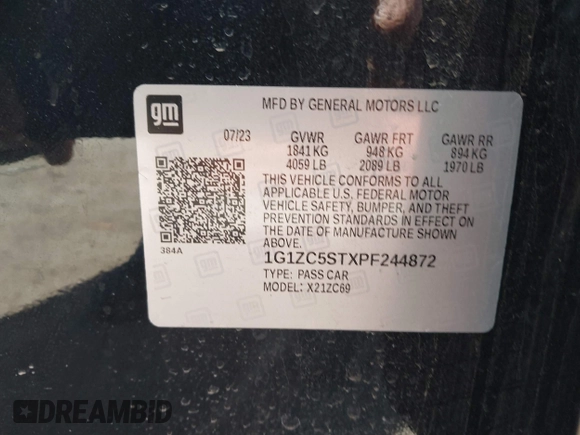 gm
MFD BY GENERAL MOTORS LLC
07/23 GVWR GAWR FRT GAWR RR
1841 KG 948 KG 894 KG
4059 LB 2089 LB 1970 LB
THIS VEHICLE CONFORMS TO ALL
APPLICABLE U.S. FEDERAL MOTOR
VEHICLE SAFETY, BUMPER, AND THEFT
PREVENTION STANDARDS IN EFFECT ON
THE DATE OF MANUFACTURE SHOWN
ABOVE.
384A
1G1ZC5STXPF244872
TYPE: PASS CAR
MODEL: X21ZC69
DREAMBID